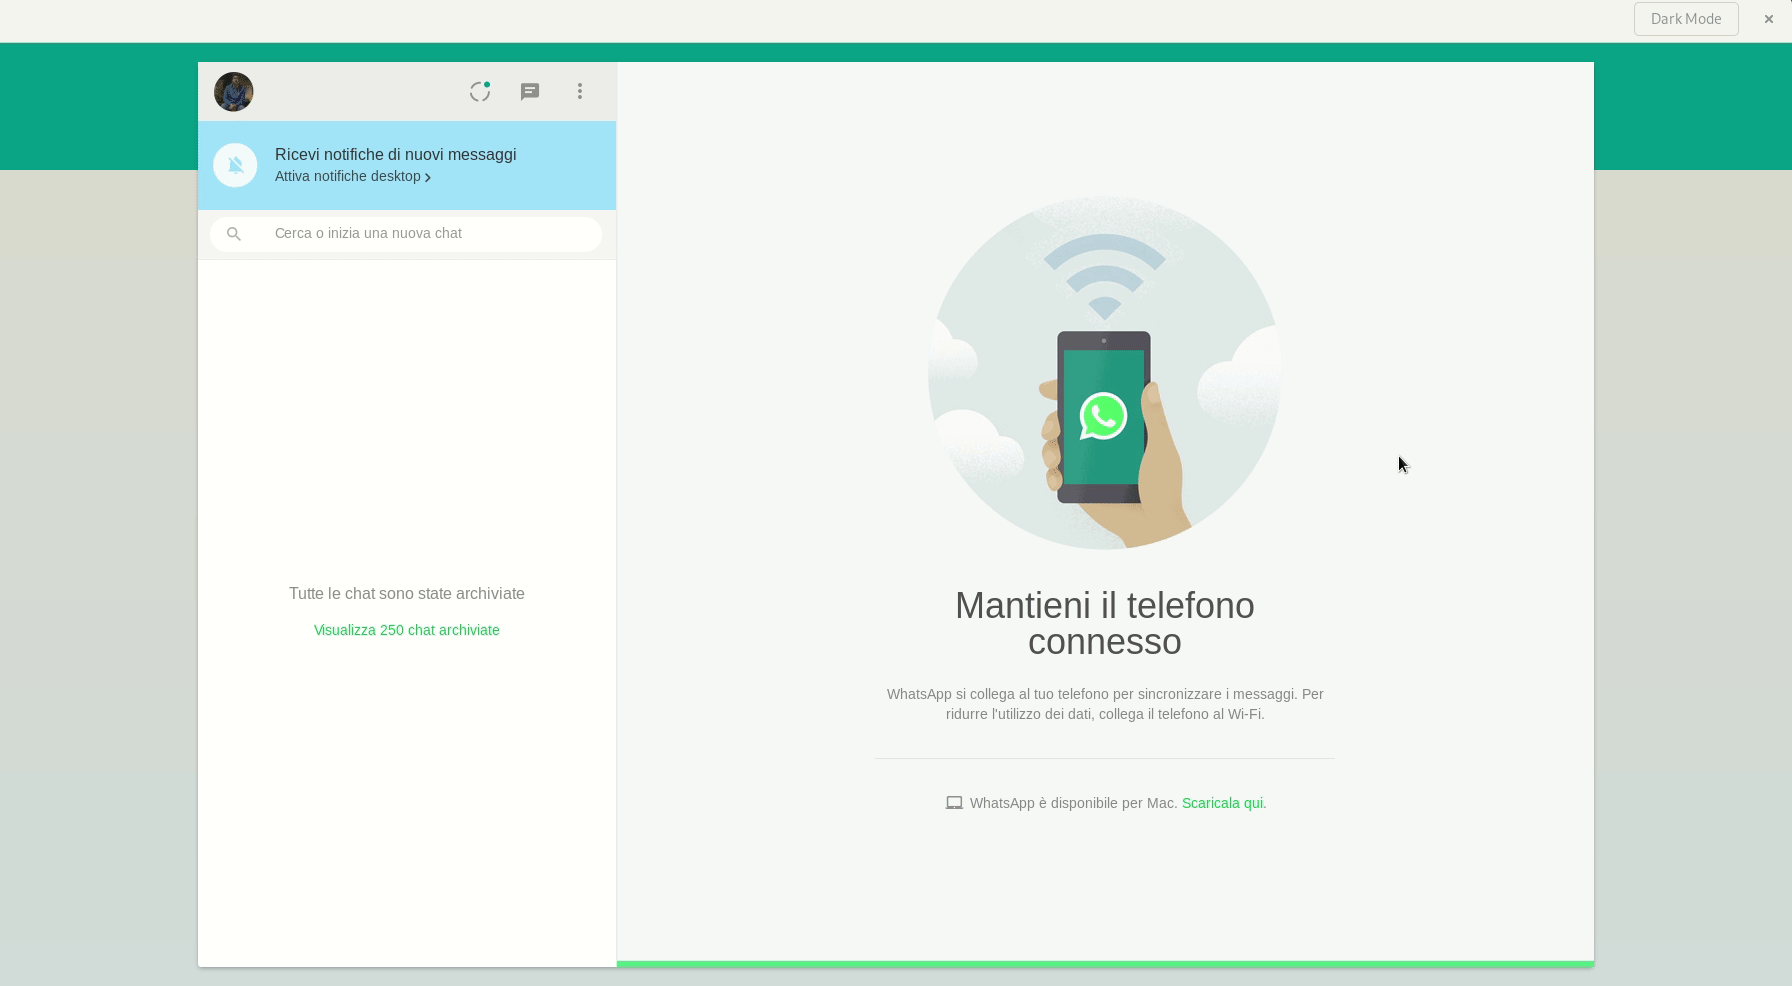 Dark Mode
Ricevi notifiche di nuovi messaggi
Attiva notifiche desktop
Cerca o inizia una nuova chat
Tutte le chat sono state archiviate
Visualizza 250 chat archiviate
Mantieni il telefono
connesso
WhatsApp si collega al tuo telefono per sincronizzare i messaggi. Per
ridurre l'utilizzo dei dati, collega il telefono al Wi-Fi.
WhatsApp è disponibile per Mac. Scaricala qui.